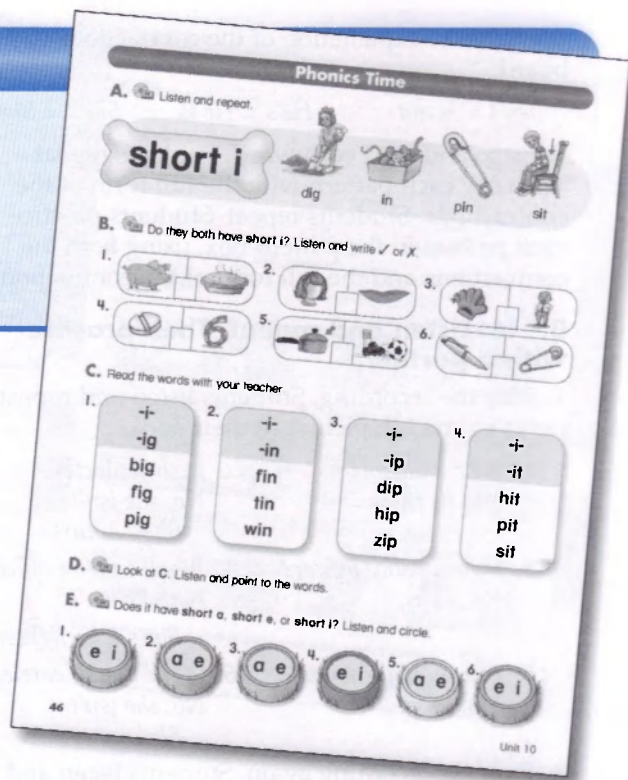 Phonics Time
A. Listen and repeat.
short i
dig in pin sit
B. Do they both have short i? Listen and write ✓ or X.
1. 2. 3.
4. 5. 6.
C. Read the words with your teacher
1. 2. 3. 4.
-i- -i- -i- -i-
-ig -in -ip -it
big fin dip hit
fig tin hip pit
pig win zip sit
D. Look at C. Listen and point to the words.
E. Does it have short a, short e, or short i? Listen and circle.
1. 2. 3. 4. 5. 6.
e i a e a e e i a e e i
46
Unit 10